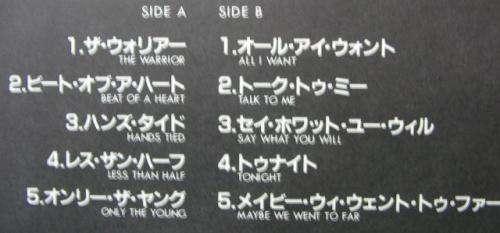 SIDE A
1.ザ・ウォリアー
THE WARRIOR
2.ビート・オブ・ア・ハート
BEAT OF A HEART
3.ハンズ・タイド
HANDS TIED
4.レス・ザン・ハーフ
LESS THAN HALF
5.オンリー・ザ・ヤング
ONLY THE YOUNG
SIDE B
1.オール・アイ・ウォント
ALL I WANT
2.トーク・トゥ・ミー
TALK TO ME
3.セイ・ホワット・ユー・ウィル
SAY WHAT YOU WILL
4.トゥナイト
TONIGHT
5.メイビー・ウィ・ウェント・トゥ・ファー
MAYBE WE WENT TO FAR